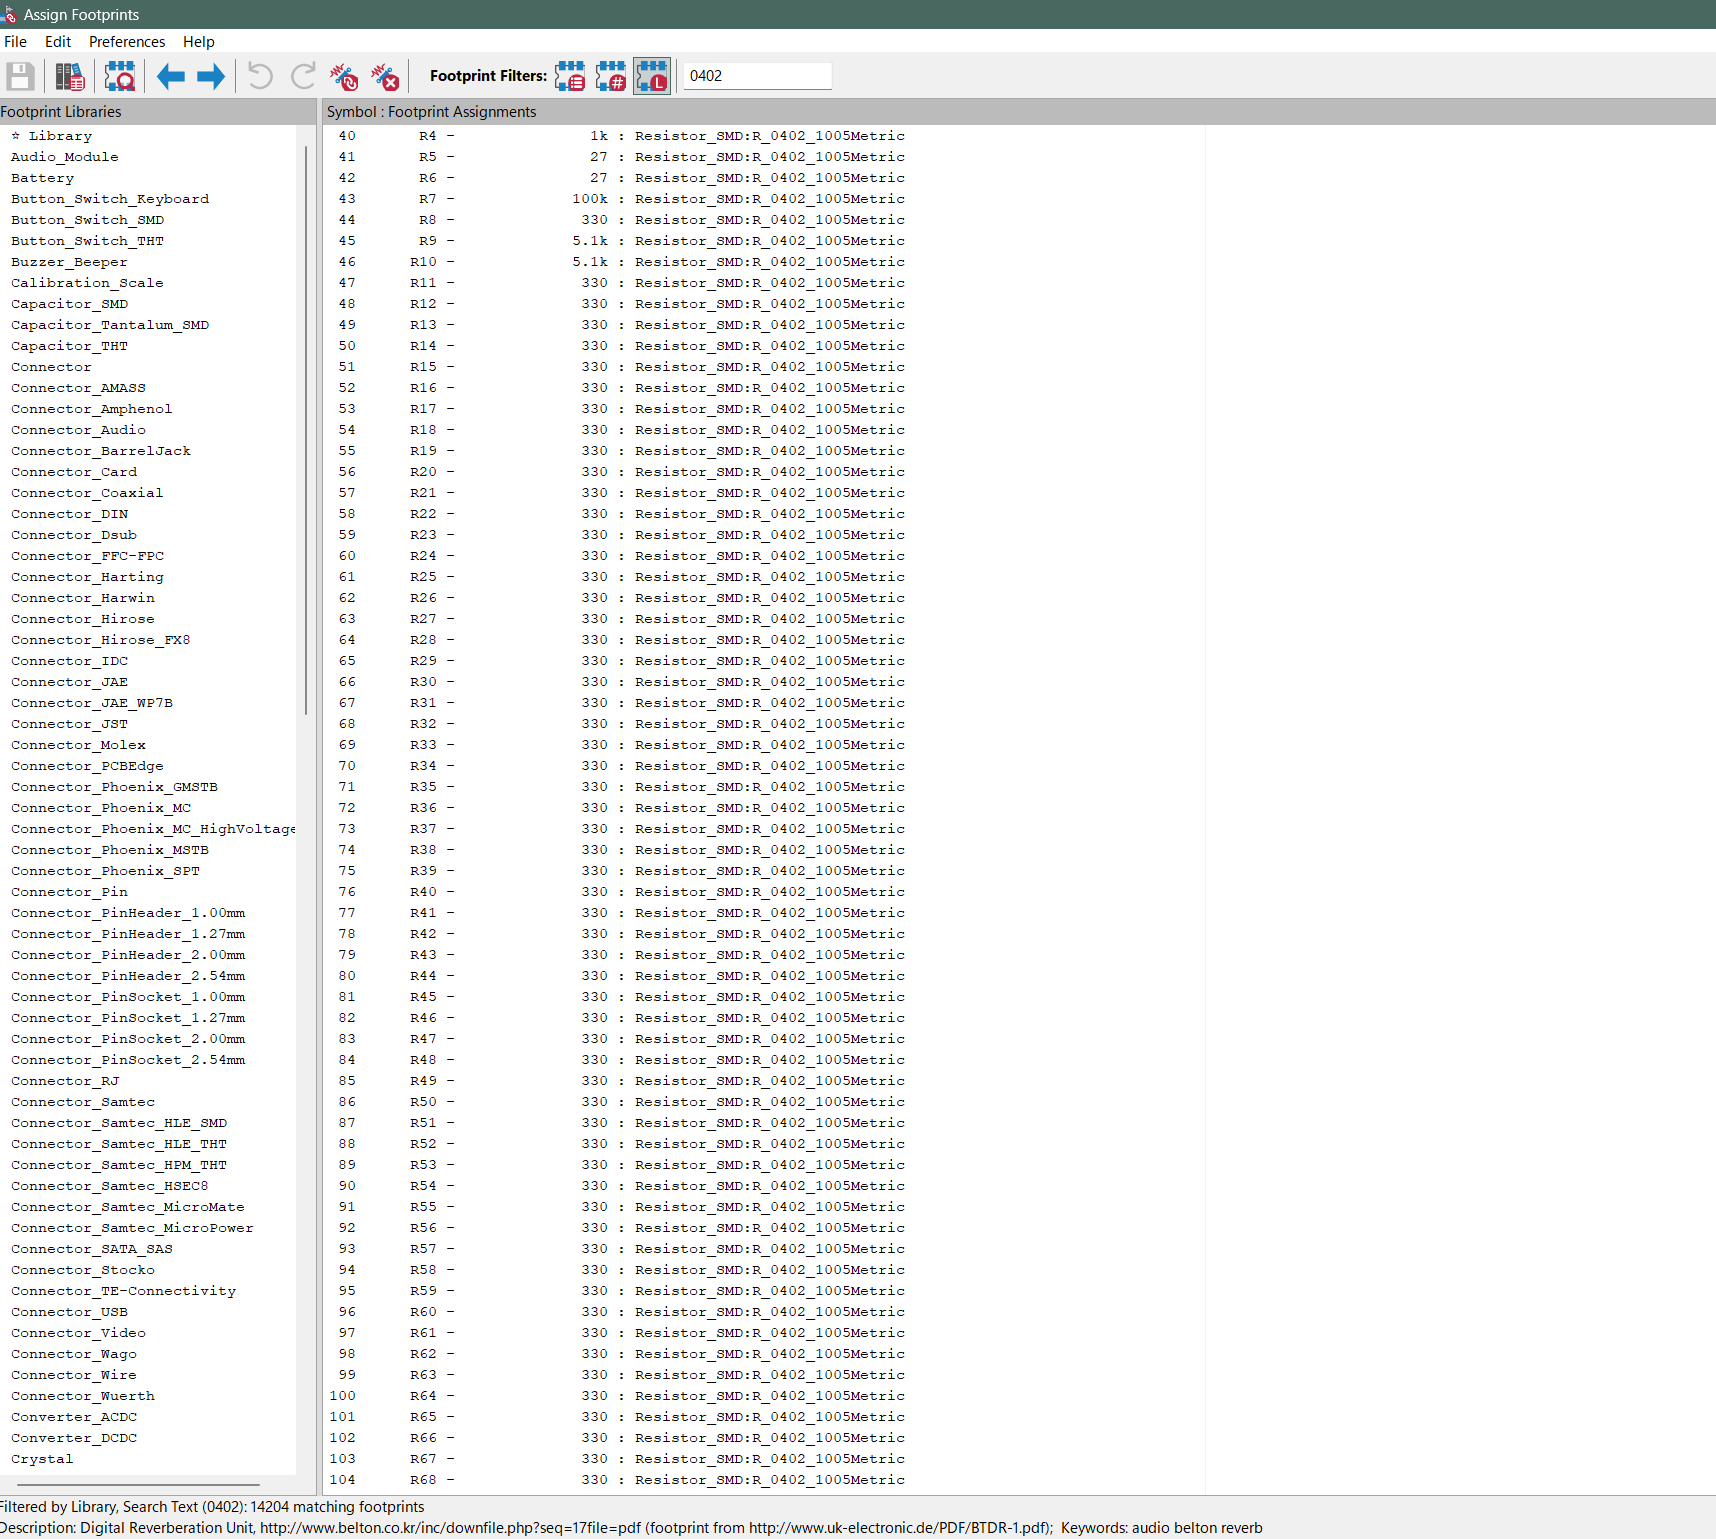 Assign Footprints
File Edit Preferences Help
Footprint Filters: 0402
Footprint Libraries
☆ Library
Audio_Module
Battery
Button_Switch_Keyboard
Button_Switch_SMD
Button_Switch_THT
Buzzer_Beeper
Calibration_Scale
Capacitor_SMD
Capacitor_Tantalum_SMD
Capacitor_THT
Connector
Connector_AMASS
Connector_Amphenol
Connector_Audio
Connector_BarrelJack
Connector_Card
Connector_Coaxial
Connector_DIN
Connector_Dsub
Connector_FFC-FPC
Connector_Harting
Connector_Harwin
Connector_Hirose
Connector_Hirose_FX8
Connector_IDC
Connector_JAE
Connector_JAE_WP7B
Connector_JST
Connector_Molex
Connector_PCBEdge
Connector_Phoenix_GMSTB
Connector_Phoenix_MC
Connector_Phoenix_MC_HighVoltage
Connector_Phoenix_MSTB
Connector_Phoenix_SPT
Connector_Pin
Connector_PinHeader_1.00mm
Connector_PinHeader_1.27mm
Connector_PinHeader_2.00mm
Connector_PinHeader_2.54mm
Connector_PinSocket_1.00mm
Connector_PinSocket_1.27mm
Connector_PinSocket_2.00mm
Connector_PinSocket_2.54mm
Connector_RJ
Connector_Samtec
Connector_Samtec_HLE_SMD
Connector_Samtec_HLE_THT
Connector_Samtec_HPM_THT
Connector_Samtec_HSEC8
Connector_Samtec_MicroMate
Connector_Samtec_MicroPower
Connector_SATA_SAS
Connector_Stocko
Connector_TE-Connectivity
Connector_USB
Connector_Video
Connector_Wago
Connector_Wire
Connector_Wuerth
Converter_ACDC
Converter_DCDC
Crystal
Symbol : Footprint Assignments
40 R4 - 1k : Resistor_SMD:R_0402_1005Metric
41 R5 - 27 : Resistor_SMD:R_0402_1005Metric
42 R6 - 27 : Resistor_SMD:R_0402_1005Metric
43 R7 - 100k : Resistor_SMD:R_0402_1005Metric
44 R8 - 330 : Resistor_SMD:R_0402_1005Metric
45 R9 - 5.1k : Resistor_SMD:R_0402_1005Metric
46 R10 - 5.1k : Resistor_SMD:R_0402_1005Metric
47 R11 - 330 : Resistor_SMD:R_0402_1005Metric
48 R12 - 330 : Resistor_SMD:R_0402_1005Metric
49 R13 - 330 : Resistor_SMD:R_0402_1005Metric
50 R14 - 330 : Resistor_SMD:R_0402_1005Metric
51 R15 - 330 : Resistor_SMD:R_0402_1005Metric
52 R16 - 330 : Resistor_SMD:R_0402_1005Metric
53 R17 - 330 : Resistor_SMD:R_0402_1005Metric
54 R18 - 330 : Resistor_SMD:R_0402_1005Metric
55 R19 - 330 : Resistor_SMD:R_0402_1005Metric
56 R20 - 330 : Resistor_SMD:R_0402_1005Metric
57 R21 - 330 : Resistor_SMD:R_0402_1005Metric
58 R22 - 330 : Resistor_SMD:R_0402_1005Metric
59 R23 - 330 : Resistor_SMD:R_0402_1005Metric
60 R24 - 330 : Resistor_SMD:R_0402_1005Metric
61 R25 - 330 : Resistor_SMD:R_0402_1005Metric
62 R26 - 330 : Resistor_SMD:R_0402_1005Metric
63 R27 - 330 : Resistor_SMD:R_0402_1005Metric
64 R28 - 330 : Resistor_SMD:R_0402_1005Metric
65 R29 - 330 : Resistor_SMD:R_0402_1005Metric
66 R30 - 330 : Resistor_SMD:R_0402_1005Metric
67 R31 - 330 : Resistor_SMD:R_0402_1005Metric
68 R32 - 330 : Resistor_SMD:R_0402_1005Metric
69 R33 - 330 : Resistor_SMD:R_0402_1005Metric
70 R34 - 330 : Resistor_SMD:R_0402_1005Metric
71 R35 - 330 : Resistor_SMD:R_0402_1005Metric
72 R36 - 330 : Resistor_SMD:R_0402_1005Metric
73 R37 - 330 : Resistor_SMD:R_0402_1005Metric
74 R38 - 330 : Resistor_SMD:R_0402_1005Metric
75 R39 - 330 : Resistor_SMD:R_0402_1005Metric
76 R40 - 330 : Resistor_SMD:R_0402_1005Metric
77 R41 - 330 : Resistor_SMD:R_0402_1005Metric
78 R42 - 330 : Resistor_SMD:R_0402_1005Metric
79 R43 - 330 : Resistor_SMD:R_0402_1005Metric
80 R44 - 330 : Resistor_SMD:R_0402_1005Metric
81 R45 - 330 : Resistor_SMD:R_0402_1005Metric
82 R46 - 330 : Resistor_SMD:R_0402_1005Metric
83 R47 - 330 : Resistor_SMD:R_0402_1005Metric
84 R48 - 330 : Resistor_SMD:R_0402_1005Metric
85 R49 - 330 : Resistor_SMD:R_0402_1005Metric
86 R50 - 330 : Resistor_SMD:R_0402_1005Metric
87 R51 - 330 : Resistor_SMD:R_0402_1005Metric
88 R52 - 330 : Resistor_SMD:R_0402_1005Metric
89 R53 - 330 : Resistor_SMD:R_0402_1005Metric
90 R54 - 330 : Resistor_SMD:R_0402_1005Metric
91 R55 - 330 : Resistor_SMD:R_0402_1005Metric
92 R56 - 330 : Resistor_SMD:R_0402_1005Metric
93 R57 - 330 : Resistor_SMD:R_0402_1005Metric
94 R58 - 330 : Resistor_SMD:R_0402_1005Metric
95 R59 - 330 : Resistor_SMD:R_0402_1005Metric
96 R60 - 330 : Resistor_SMD:R_0402_1005Metric
97 R61 - 330 : Resistor_SMD:R_0402_1005Metric
98 R62 - 330 : Resistor_SMD:R_0402_1005Metric
99 R63 - 330 : Resistor_SMD:R_0402_1005Metric
100 R64 - 330 : Resistor_SMD:R_0402_1005Metric
101 R65 - 330 : Resistor_SMD:R_0402_1005Metric
102 R66 - 330 : Resistor_SMD:R_0402_1005Metric
103 R67 - 330 : Resistor_SMD:R_0402_1005Metric
104 R68 - 330 : Resistor_SMD:R_0402_1005Metric
Filtered by Library, Search Text (0402): 14204 matching footprints
Description: Digital Reverberation Unit, http://www.belton.co.kr/inc/downfile.php?seq=17file=pdf (footprint from http://www.uk-electronic.de/PDF/BTDR-1.pdf); Keywords: audio belton reverb